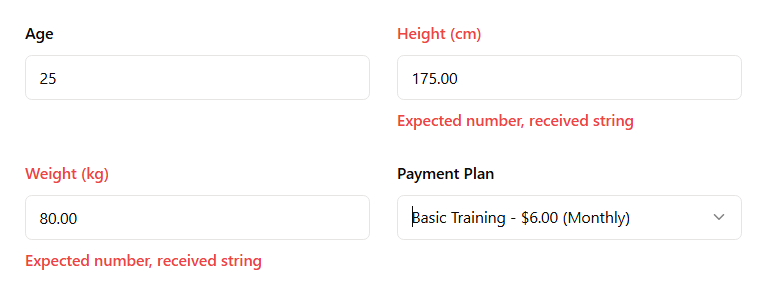 Age
Height (cm)
25
175.00
Expected number, received string
Weight (kg)
Payment Plan
80.00
Basic Training - $6.00 (Monthly)
Expected number, received string